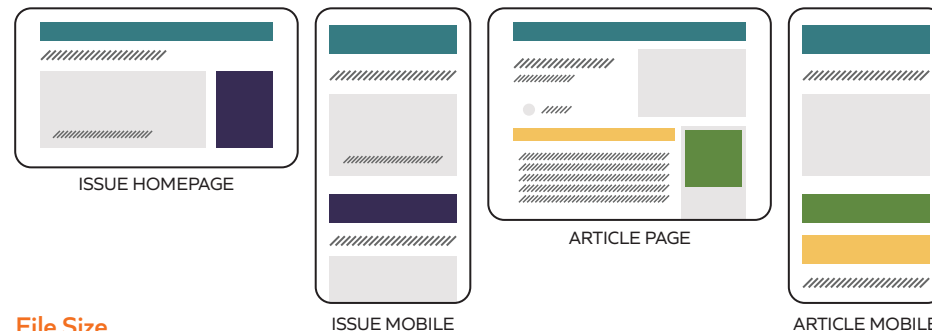 ISSUE HOMEPAGE
ARTICLE PAGE
File Size
ISSUE MOBILE
ARTICLE MOBILE